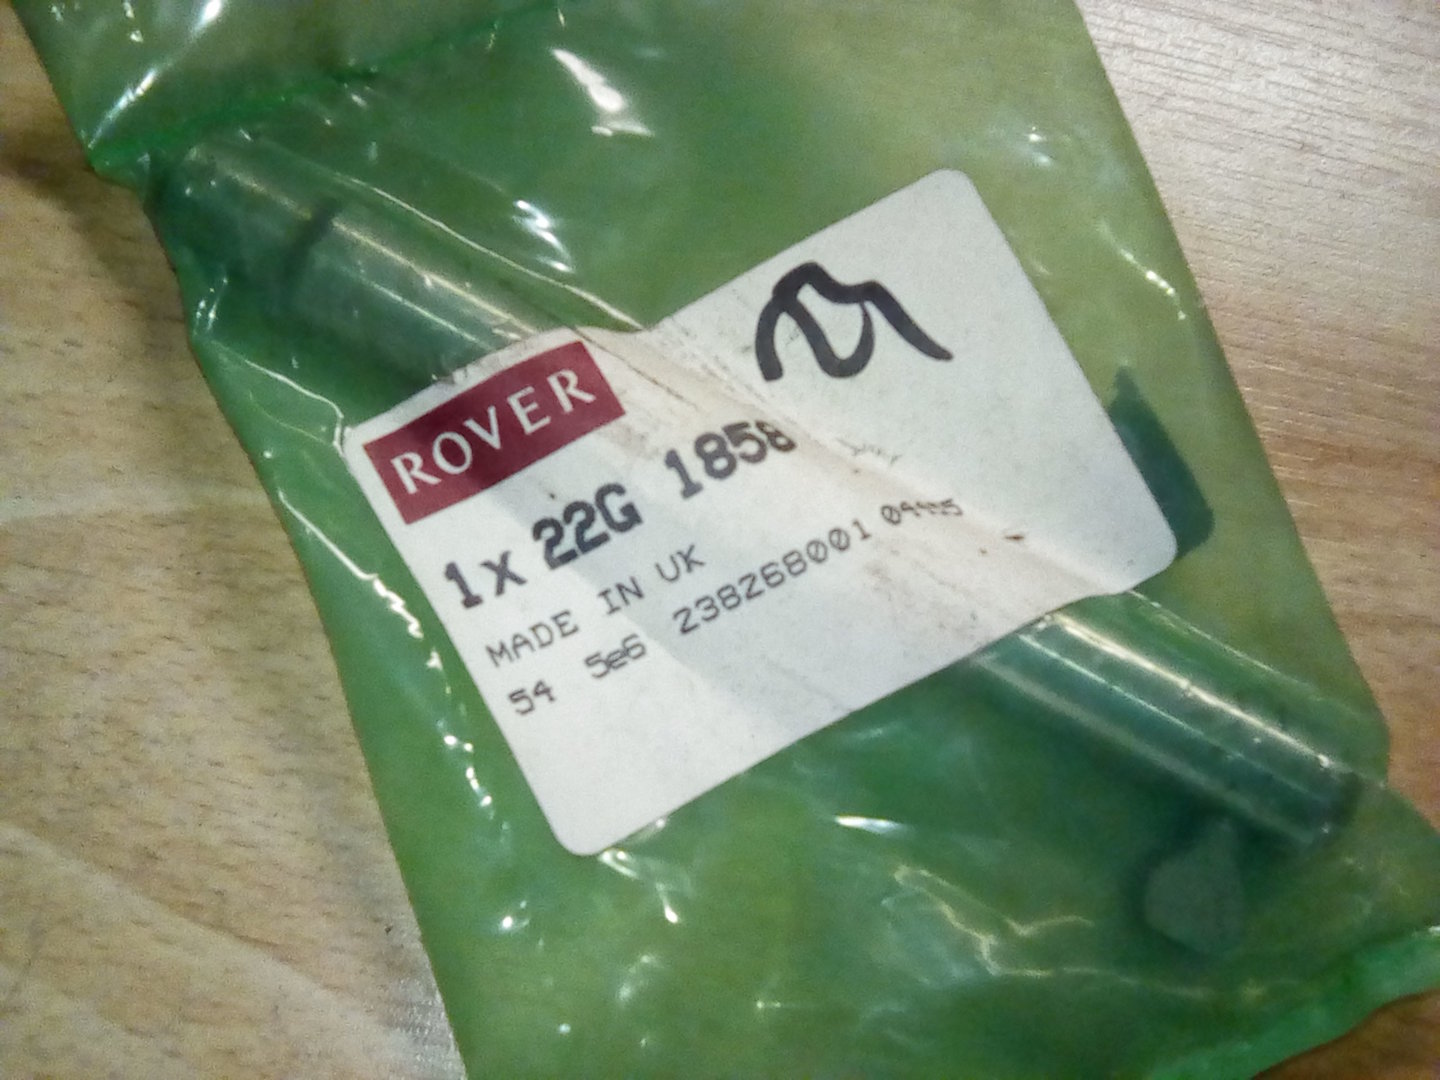 ROVER
1x 22G 1858
MADE IN UK
54 5e6 238268001